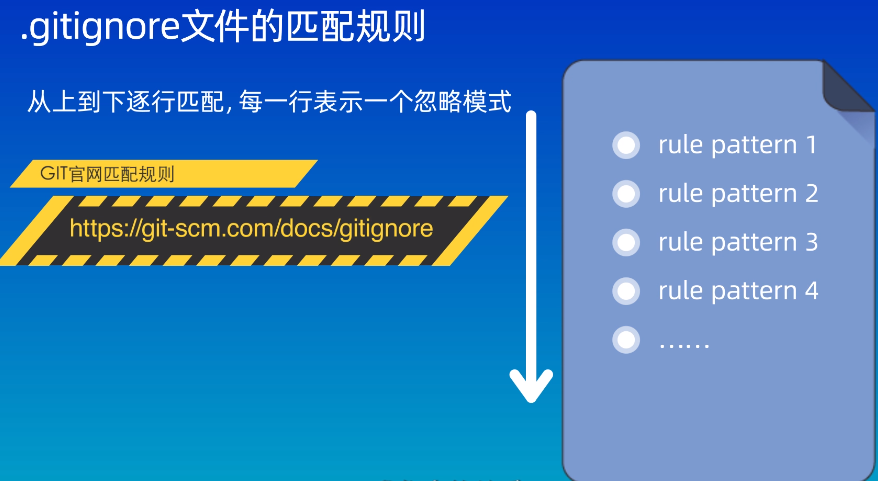 .gitignore文件的匹配规则
从上到下逐行匹配, 每一行表示一个忽略模式
GIT官网匹配规则
https://git-scm.com/docs/gitignore
rule pattern 1
rule pattern 2
rule pattern 3
rule pattern 4
......